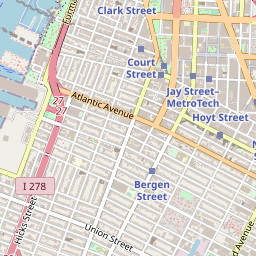 Clark Street
Court
Street
Jay Street–
MetroTech
Atlantic Avenue
27
27
Hoyt Street
I 278
Bergen
Street
Hicks Street
Union Street